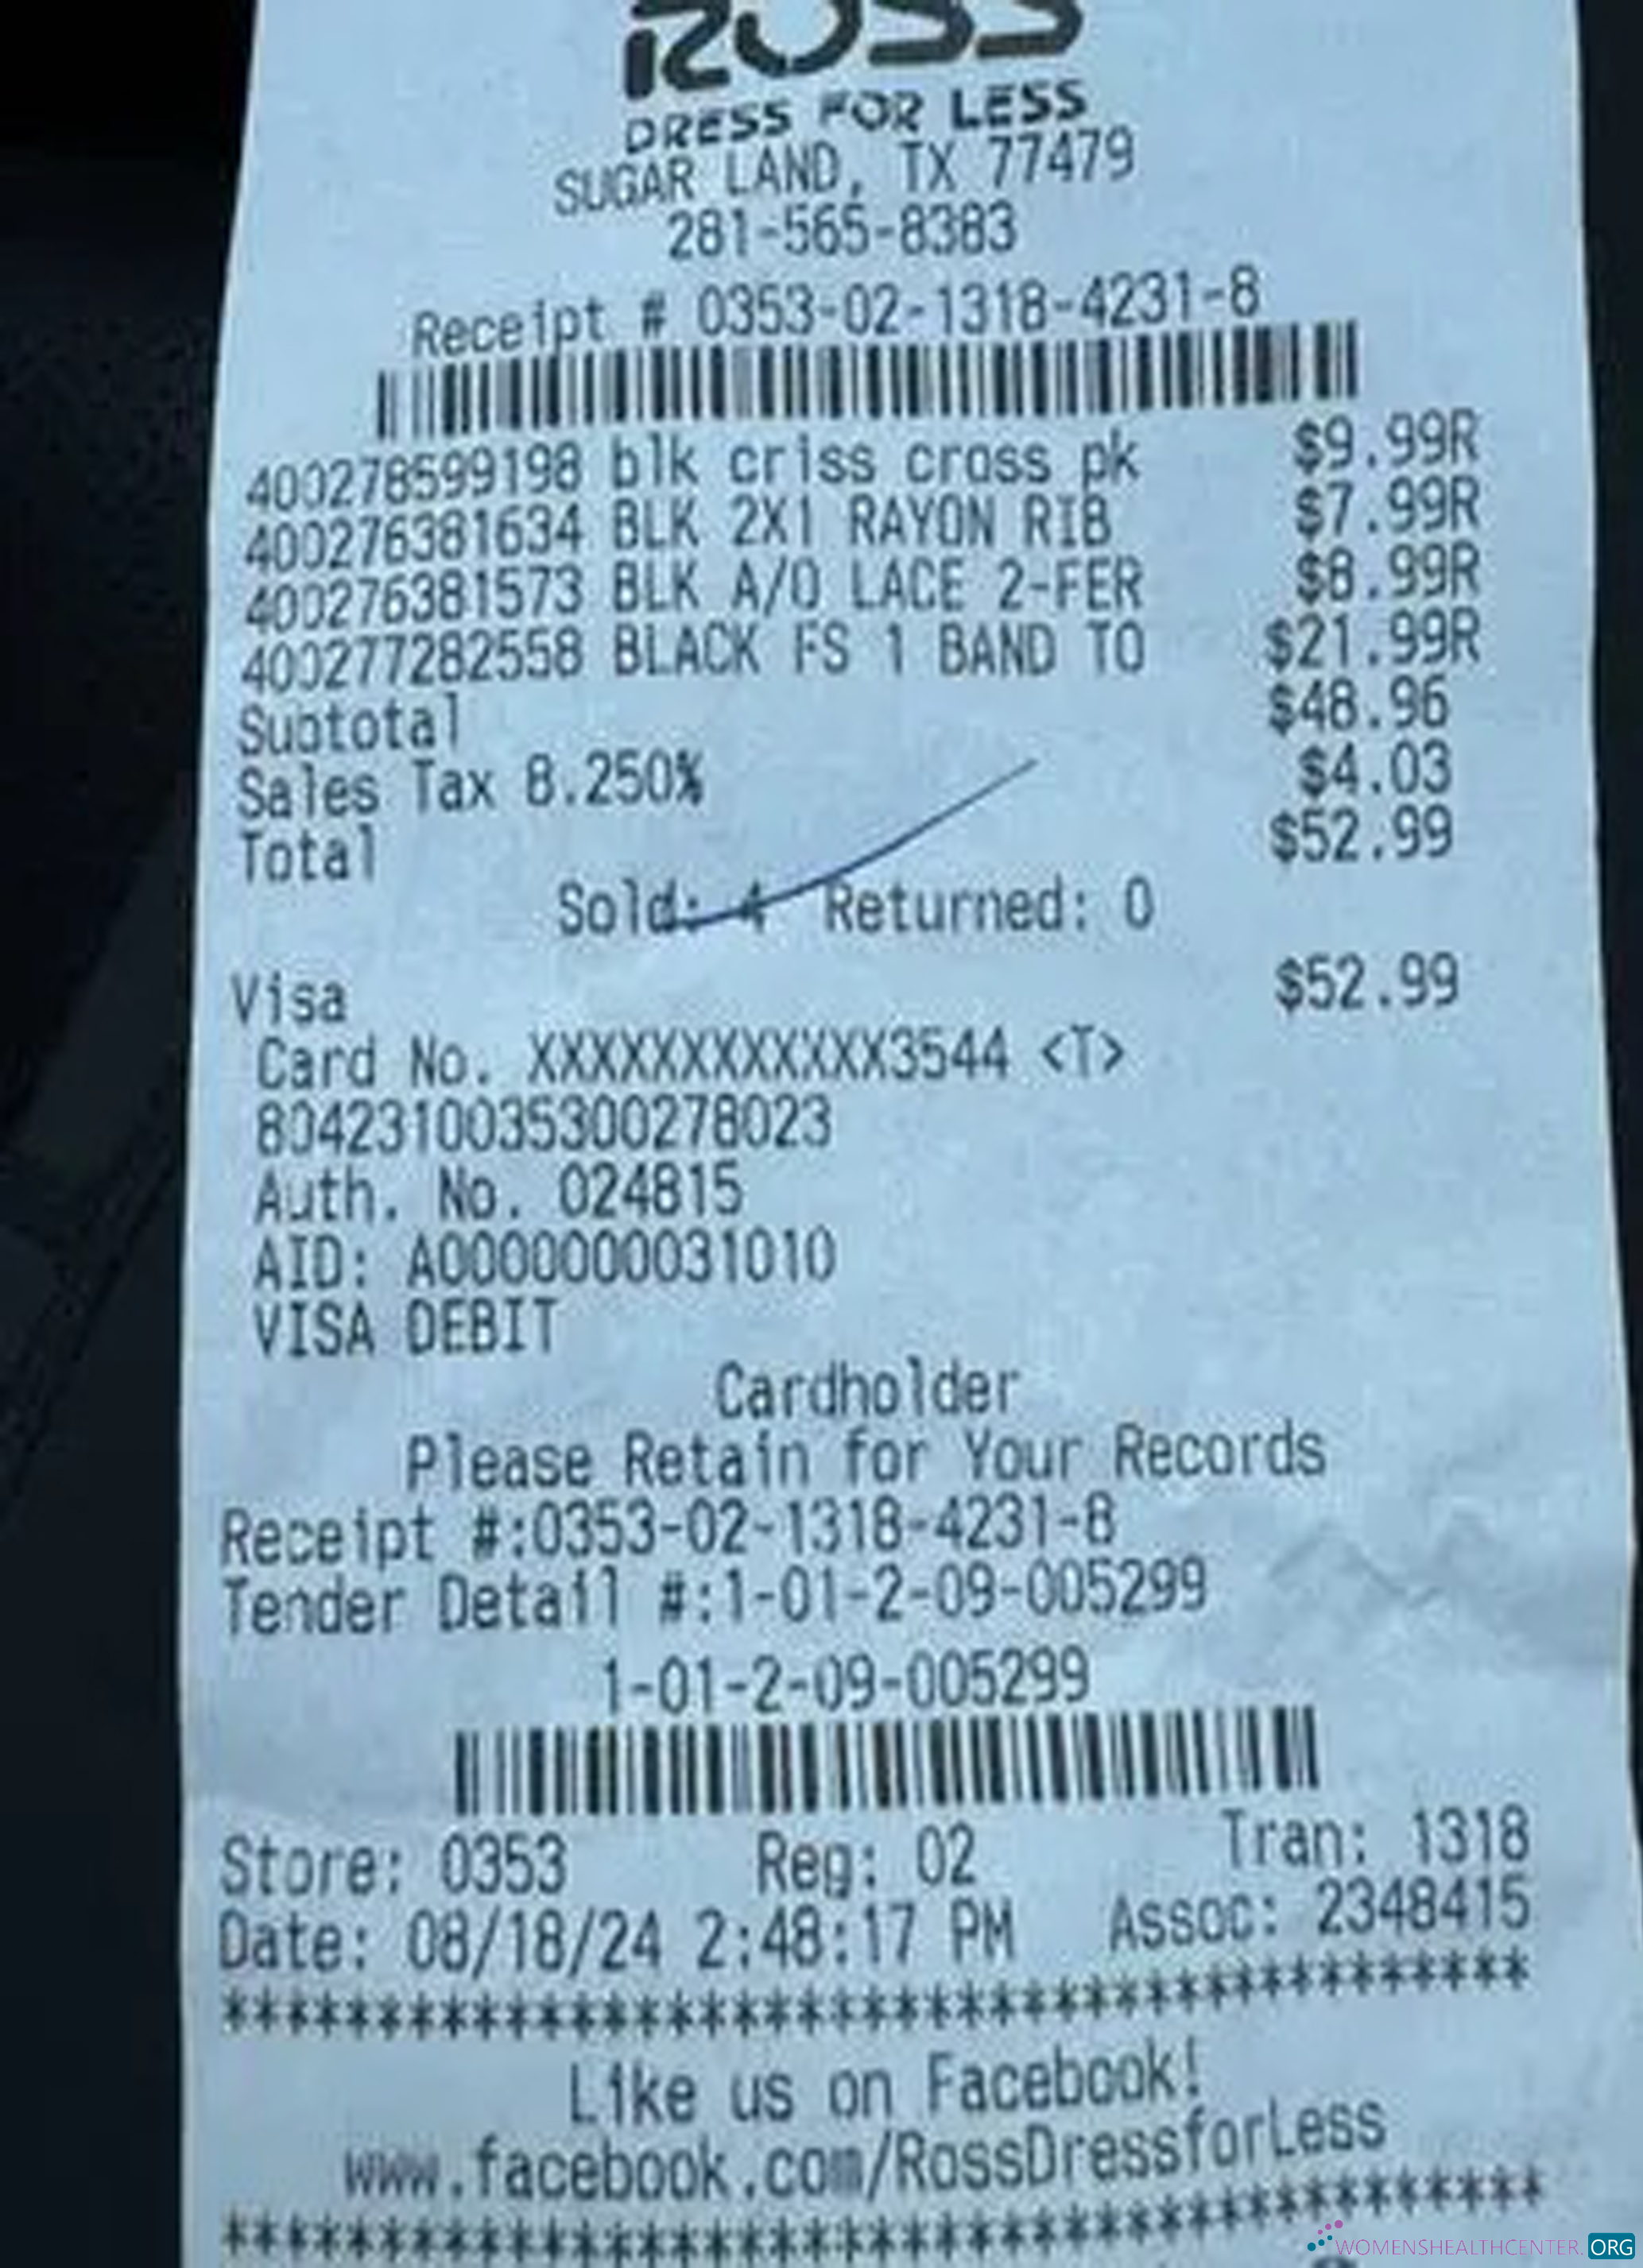 ROSS
DRESS FOR LESS
SUGAR LAND, TX 77479
281-565-8383
Receipt # 0353-02-1318-4231-8
400278599198 blk criss cross pk $9.99R
400276381634 BLK 2X1 RAYON RIB $7.99R
400276381573 BLK A/O LACE 2-FER $8.99R
400277282558 BLACK FS 1 BAND TO $21.99R
Subtotal $48.96
Sales Tax 8.250% $4.03
Total $52.99
Sold: 4 Returned: 0
Visa $52.99
Card No. XXXXXXXXXXXX3544 <T>
8042310035300278023
Auth. No. 024815
AID: A0000000031010
VISA DEBIT
Cardholder
Please Retain for Your Records
Receipt #:0353-02-1318-4231-8
Tender Detail #:1-01-2-09-005299
1-01-2-09-005299
Store: 0353 Reg: 02 Tran: 1318
Date: 08/18/24 2:48:17 PM Assoc: 2348415
****************************************
Like us on Facebook!
www.facebook.com/RossDressforLess
****************************************
WOMENSHEALTHCENTER.ORG